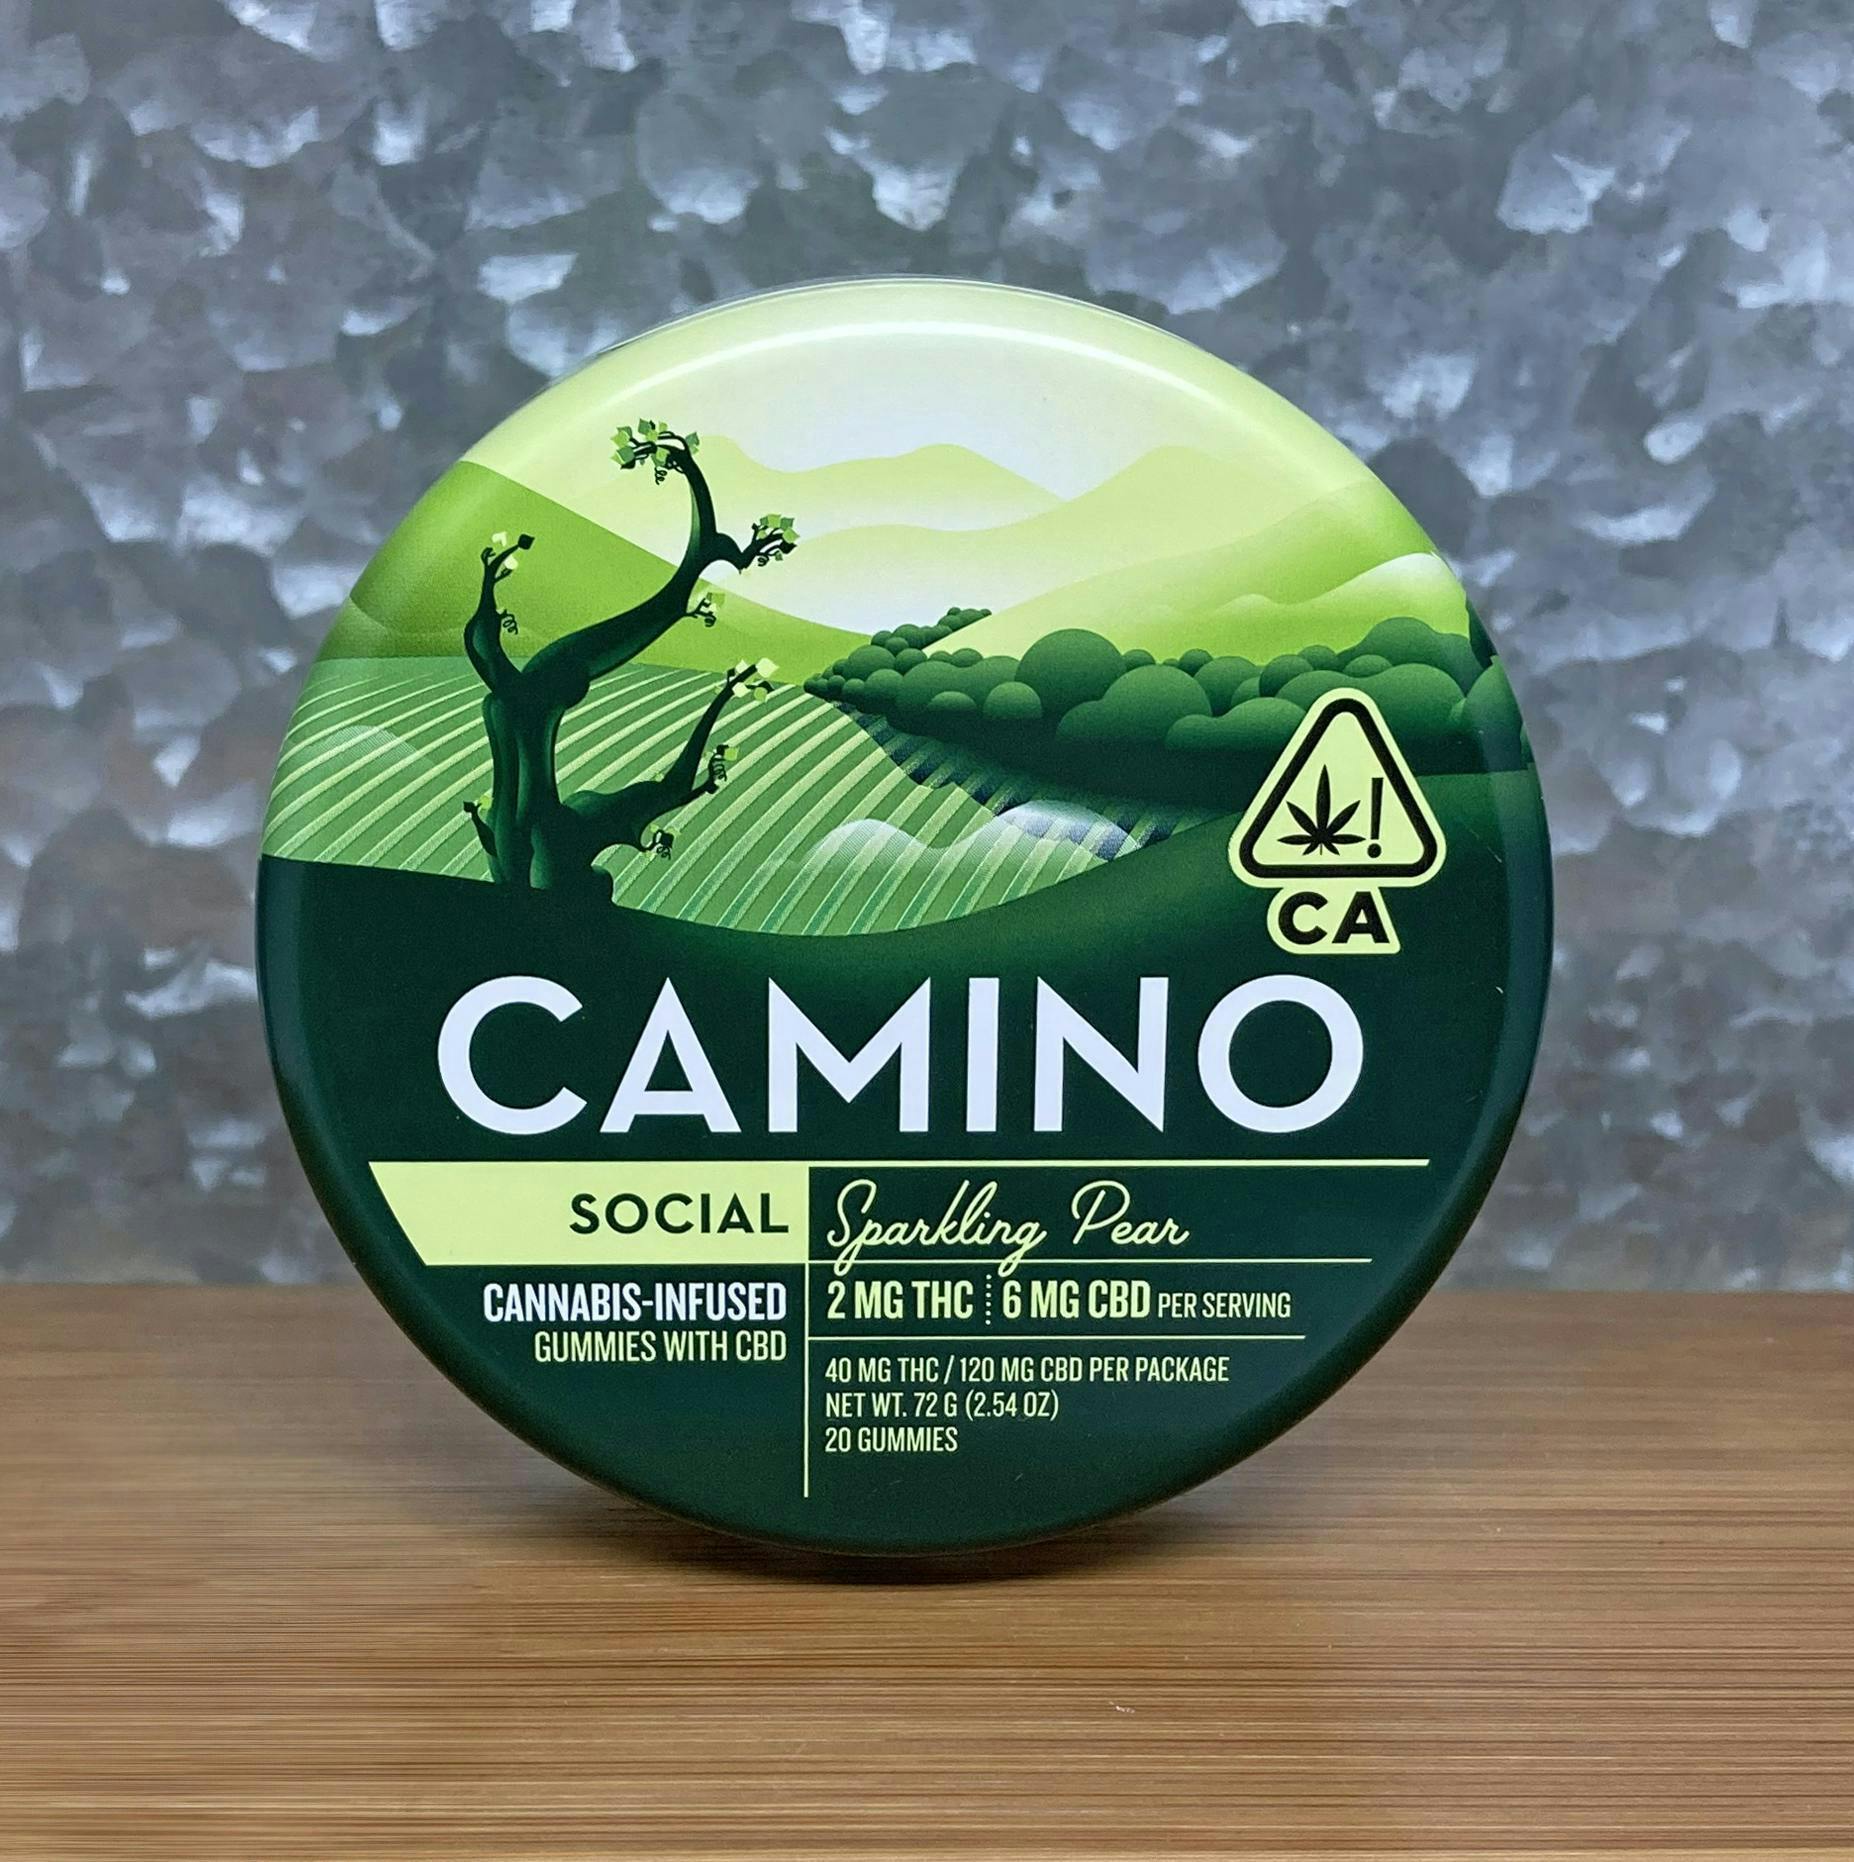 !
CA
CAMINO
SOCIAL
Sparkling Pear
CANNABIS-INFUSED
GUMMIES WITH CBD
2 MG THC 6 MG CBD PER SERVING
40 MG THC / 120 MG CBD PER PACKAGE
NET WT. 72 G (2.54 OZ)
20 GUMMIES